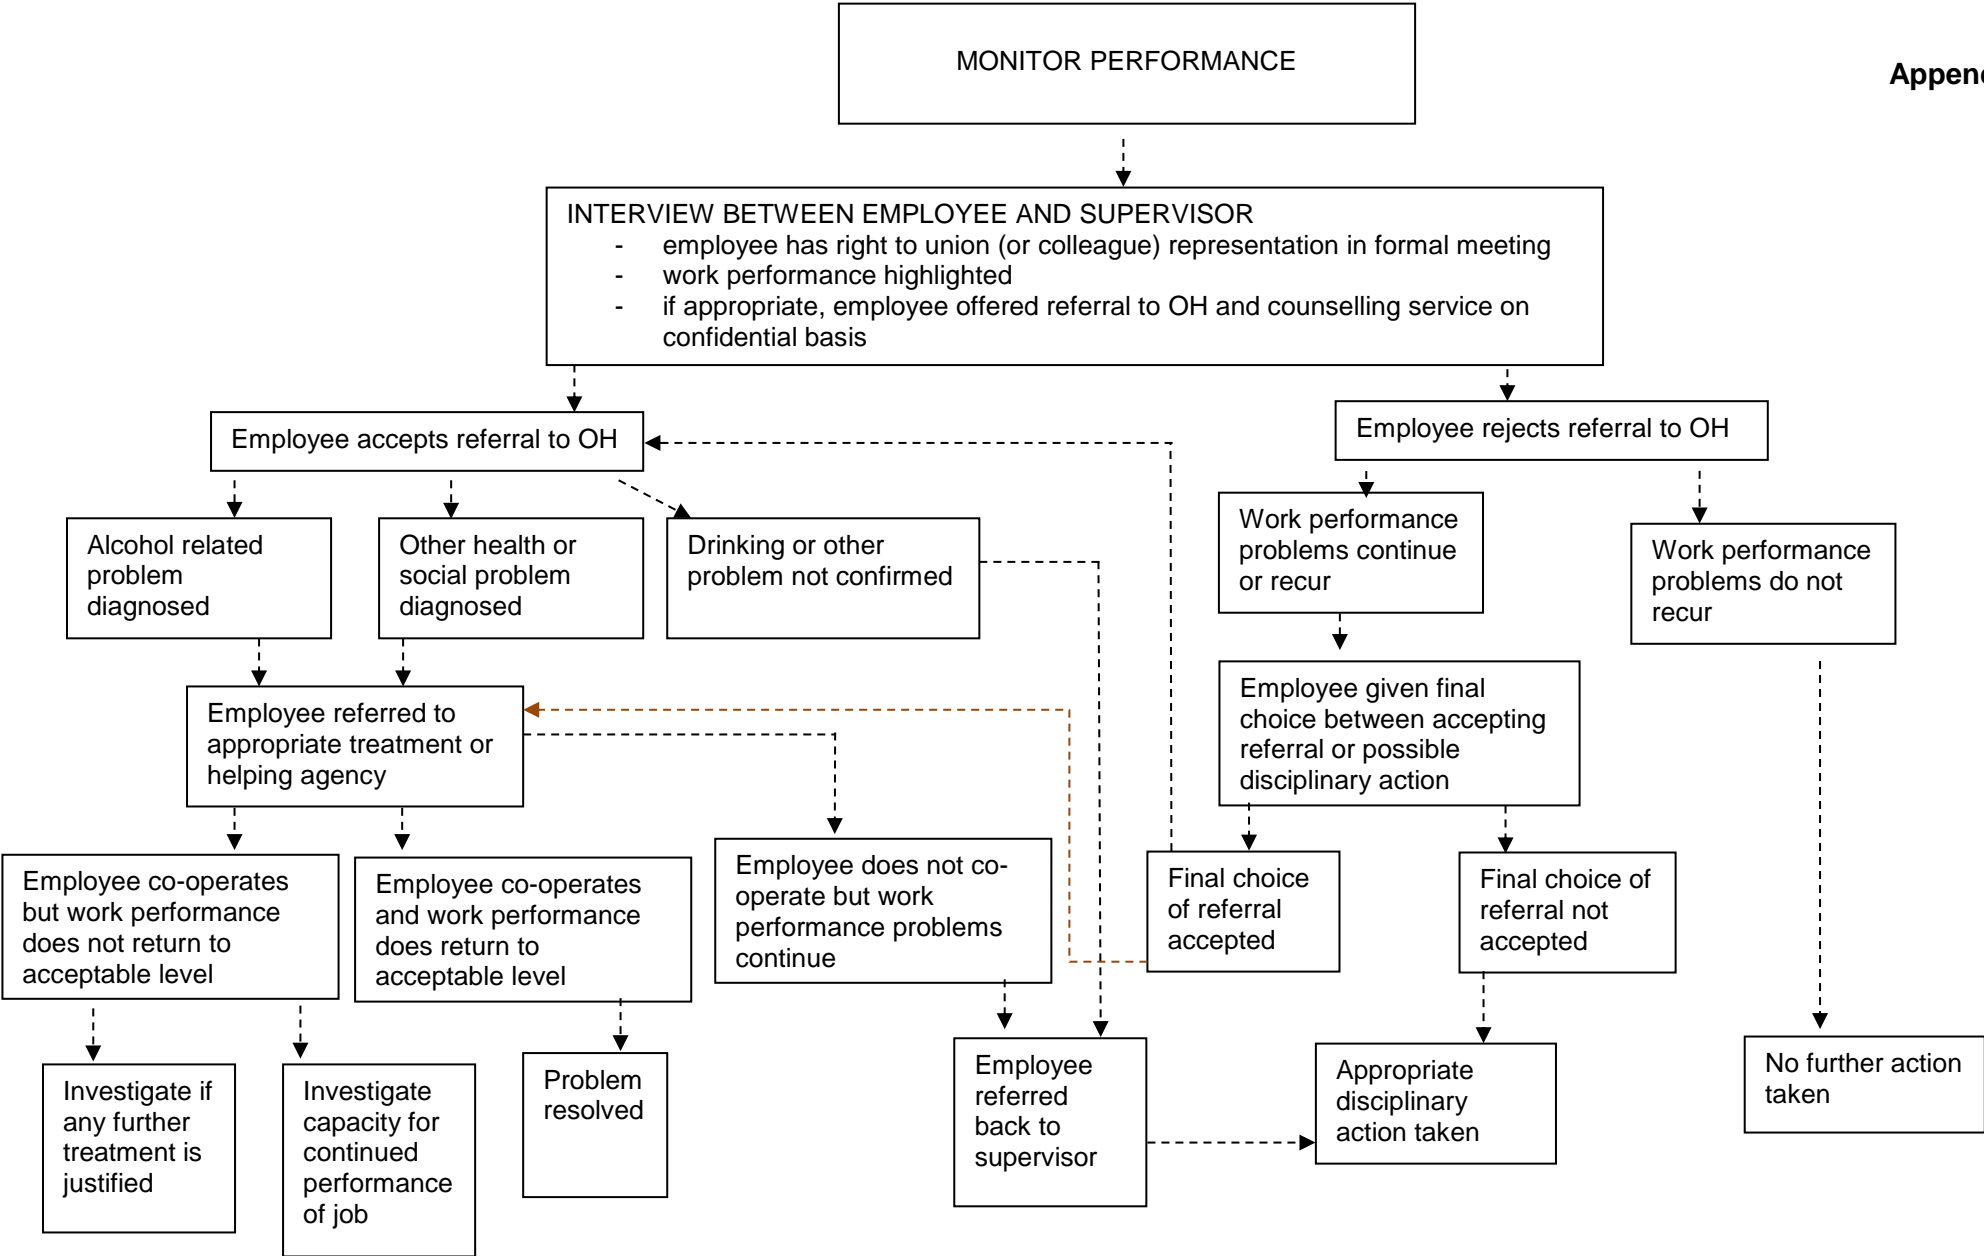 MONITOR PERFORMANCE
INTERVIEW BETWEEN EMPLOYEE AND SUPERVISOR
- employee has right to union (or colleague) representation in formal meeting
- work performance highlighted
- if appropriate, employee offered referral to OH and counselling service on
confidential basis
Employee accepts referral to OH
Employee rejects referral to OH
Alcohol related
problem
diagnosed
Other health or
social problem
diagnosed
Drinking or other
problem not confirmed
Work performance
problems continue
or recur
Work performance
problems do not
recur
Employee referred to
appropriate treatment or
helping agency
Employee given final
choice between accepting
referral or possible
disciplinary action
Employee co-operates
but work performance
does not return to
acceptable level
Employee co-operates
and work performance
does return to
acceptable level
Employee does not co-
operate but work
performance problems
continue
Final choice
of referral
accepted
Final choice of
referral not
accepted
Investigate if
any further
treatment is
justified
Investigate
capacity for
continued
performance
of job
Problem
resolved
Employee
referred
back to
supervisor
Appropriate
disciplinary
action taken
No further action
taken